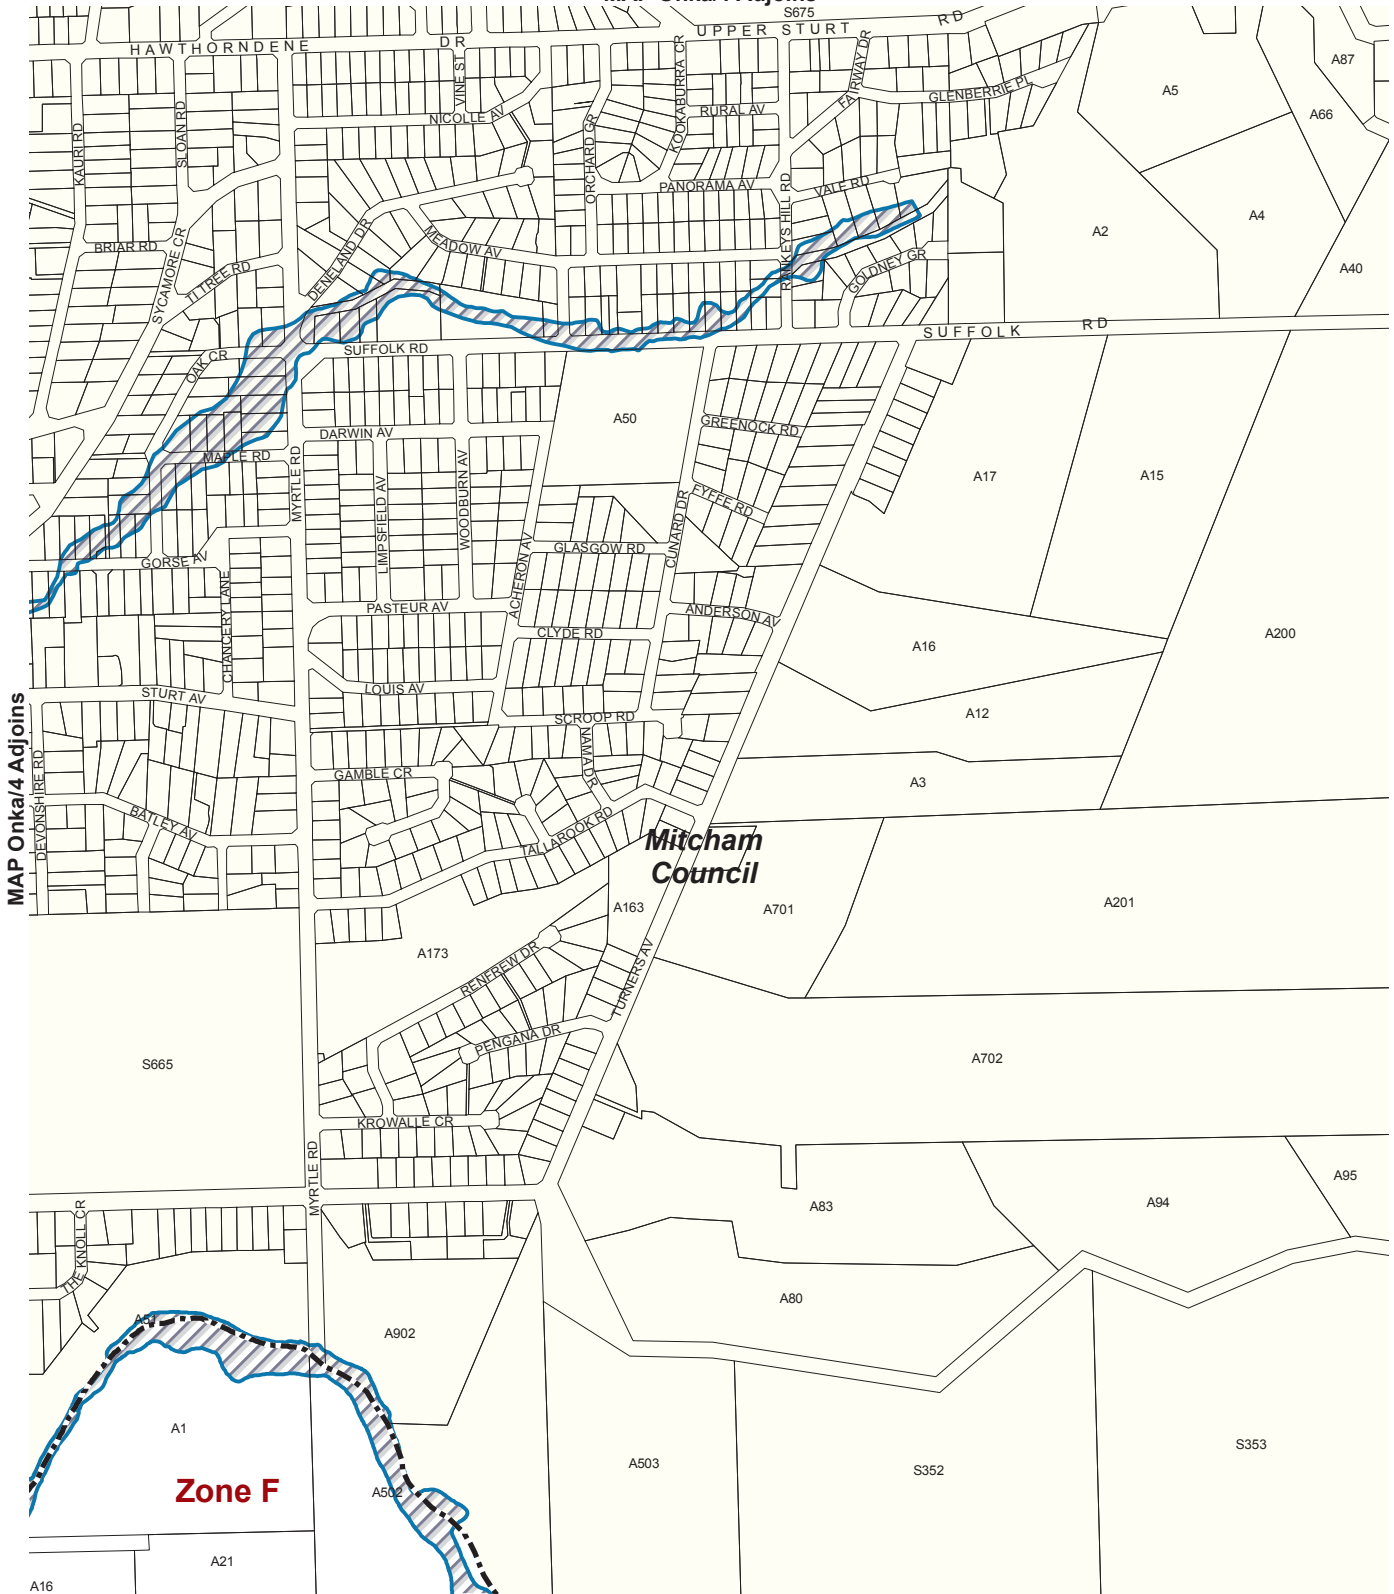 S675
UPPER STURT RD
HAWTHORNDENE DR
A87
A5
A66
VINE ST
NICOLLE AV
KOOKABURRA CR
RURAL AV
FAIRWAY DR
GLENBERRIE PL
KAURI RD
SLOAN RD
ORCHARD GR
PANORAMA AV
RANKEYS HILL RD
VALE RD
A4
A2
A40
BRIAR RD
SYCAMORE CR
TI TREE RD
DENELAND DR
MEADOW AV
GOLDNEY GR
SUFFOLK RD
SUFFOLK RD
OAK CR
A50
GREENOCK RD
DARWIN AV
MAPLE RD
MYRTLE RD
LIMPSFIELD AV
WOODBURN AV
A17
A15
FYFFE RD
CUNARD DR
GLASGOW RD
GORSE AV
CHANCERY LANE
ACHERON AV
PASTEUR AV
ANDERSON AV
CLYDE RD
A16
A200
STURT AV
LOUIS AV
SCROOP RD
A12
MAP Onka/4 Adjoins
DEVONSHIRE RD
NAMA DR
GAMBLE CR
A3
BATLEY AV
TALLAROOK RD
Mitcham
Council
A163
A701
A201
A173
RENFREW DR
TURNERS AV
PENGANA DR
S665
A702
KROWALLE CR
MYRTLE RD
A95
A94
A83
THE KNOLL CR
A80
A51
A902
A1
S353
A503
S352
Zone F
A502
A21
A16